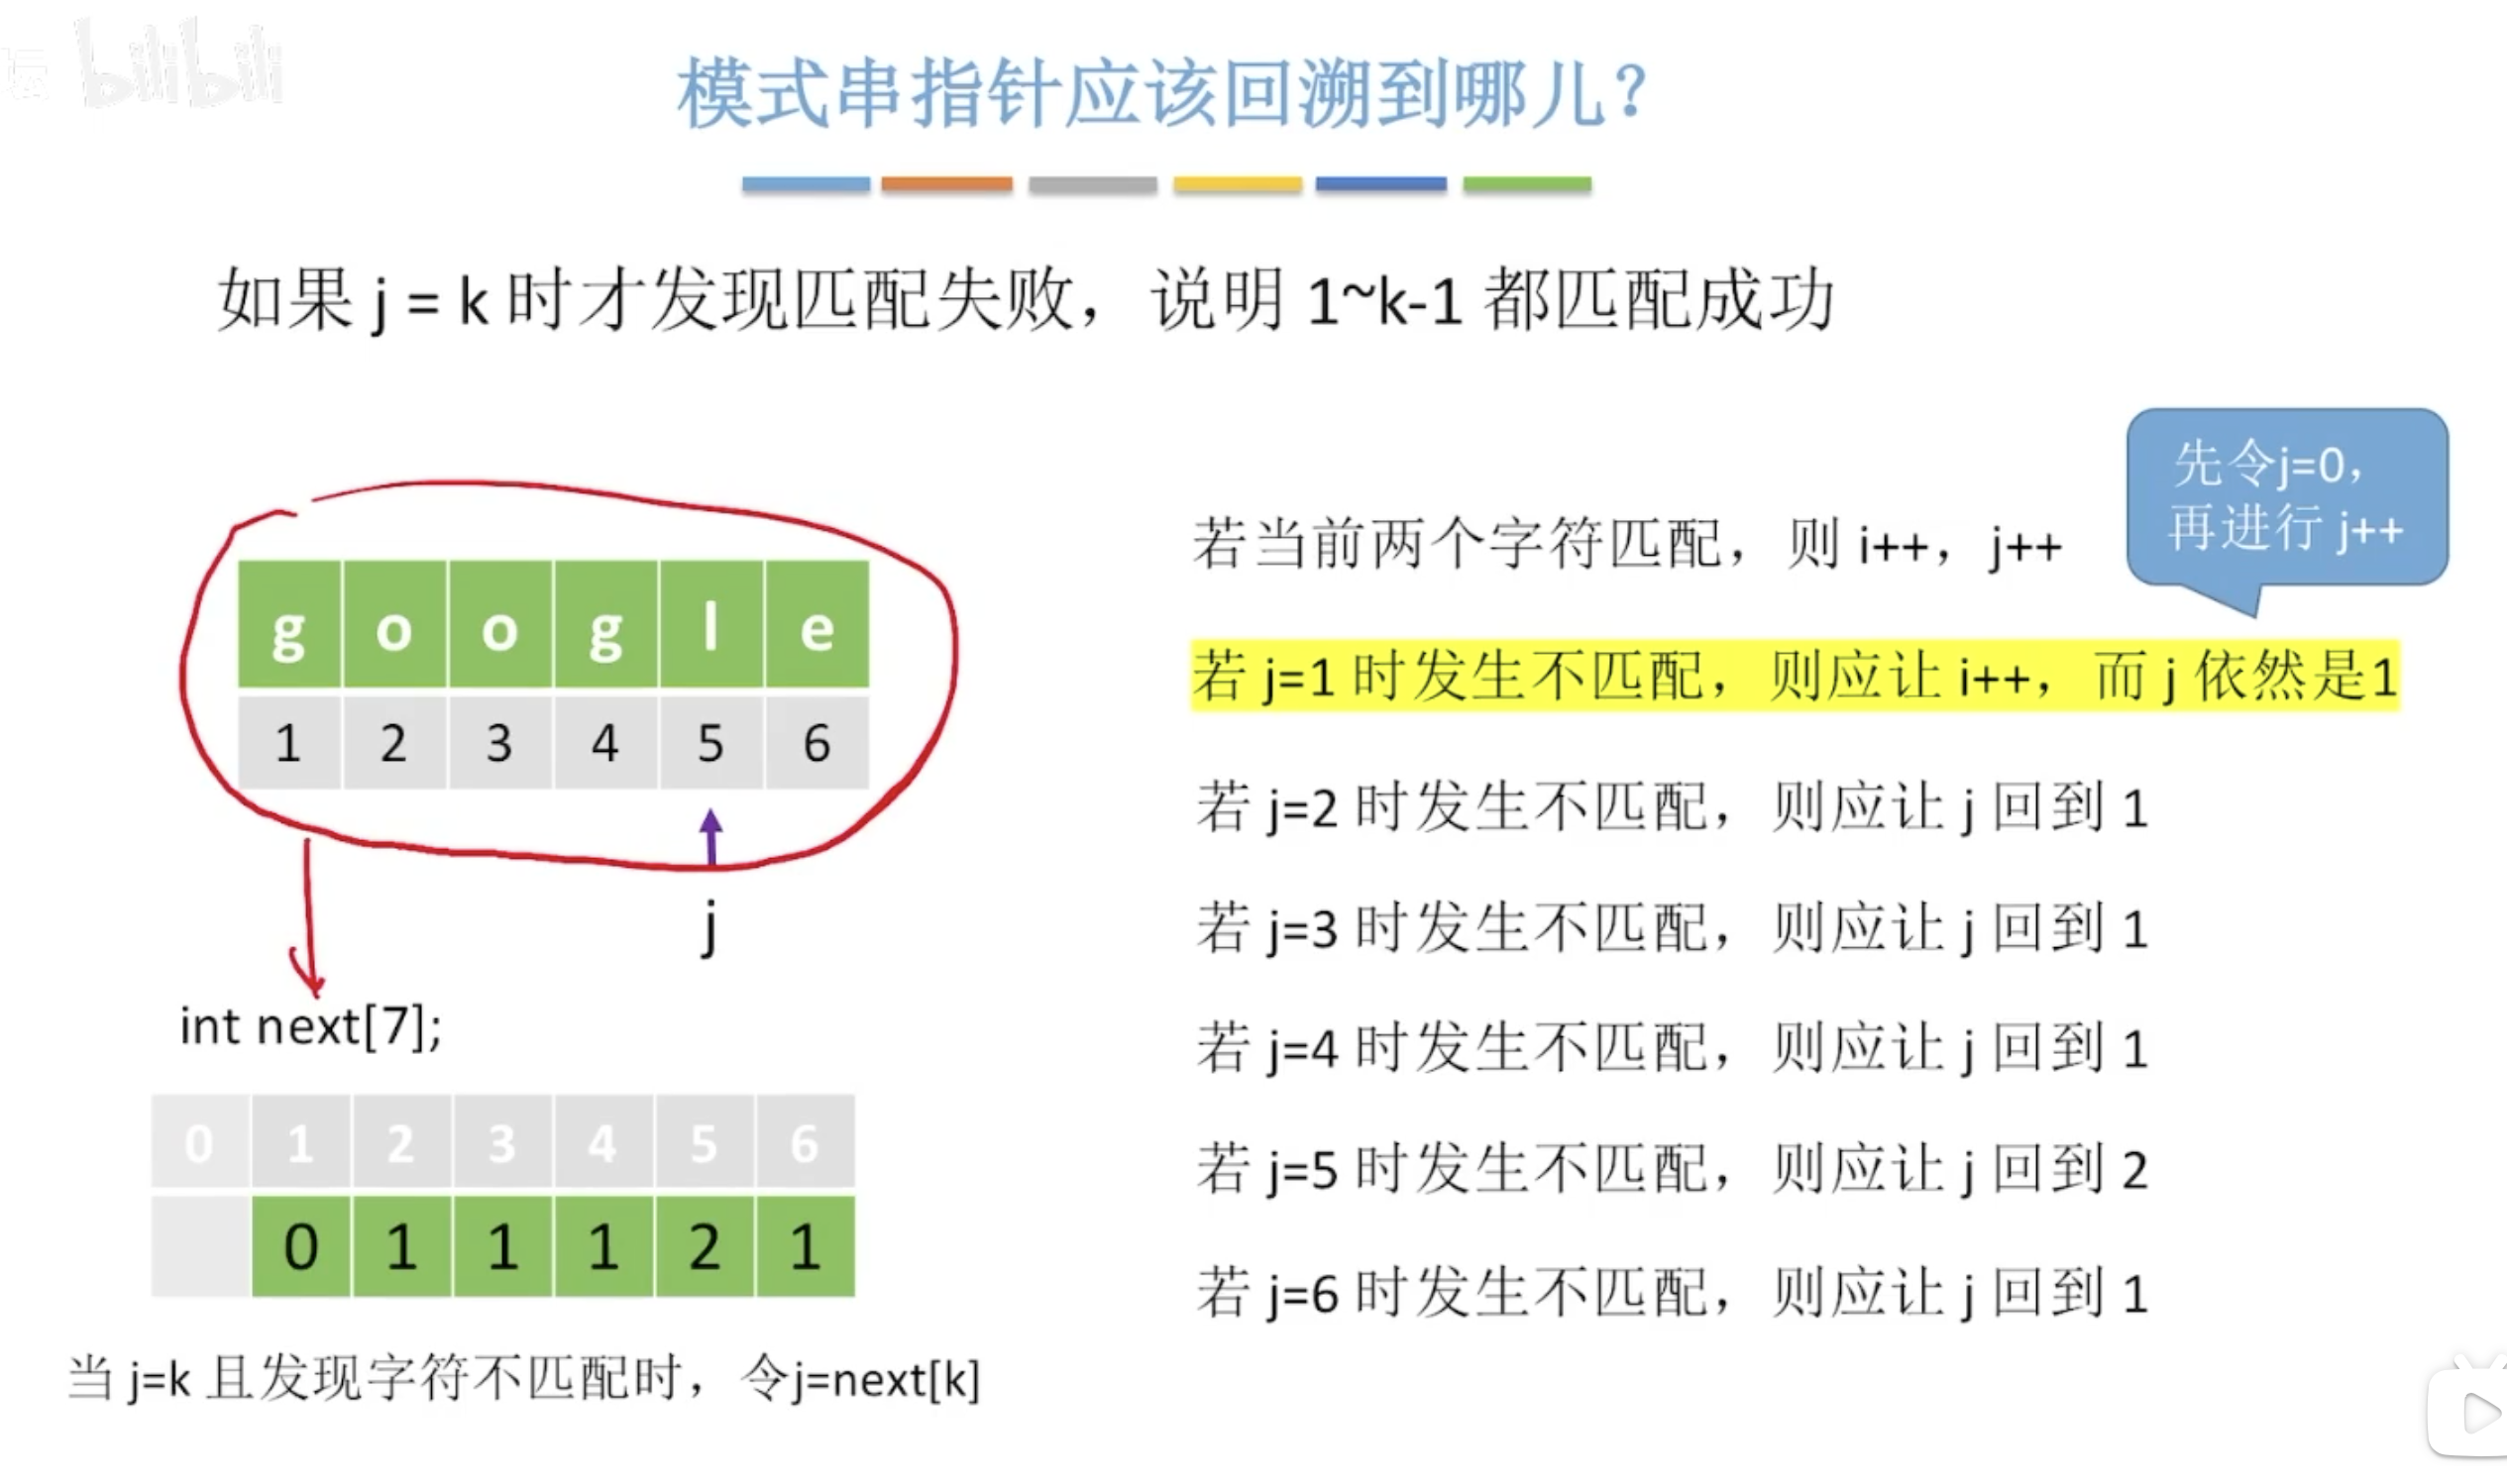 bilibili
模式串指针应该回溯到哪儿？
如果 j = k 时才发现匹配失败，说明 1~k-1 都匹配成功
先令j=0，
再进行 j++
g o o g l e
1 2 3 4 5 6
j
int next[7];
0 1 2 3 4 5 6
0 1 1 1 2 1
当 j=k 且发现字符不匹配时，令j=next[k]
若当前两个字符匹配，则 i++，j++
若 j=1 时发生不匹配，则应让 i++，而 j 依然是1
若 j=2 时发生不匹配，则应让 j 回到 1
若 j=3 时发生不匹配，则应让 j 回到 1
若 j=4 时发生不匹配，则应让 j 回到 1
若 j=5 时发生不匹配，则应让 j 回到 2
若 j=6 时发生不匹配，则应让 j 回到 1